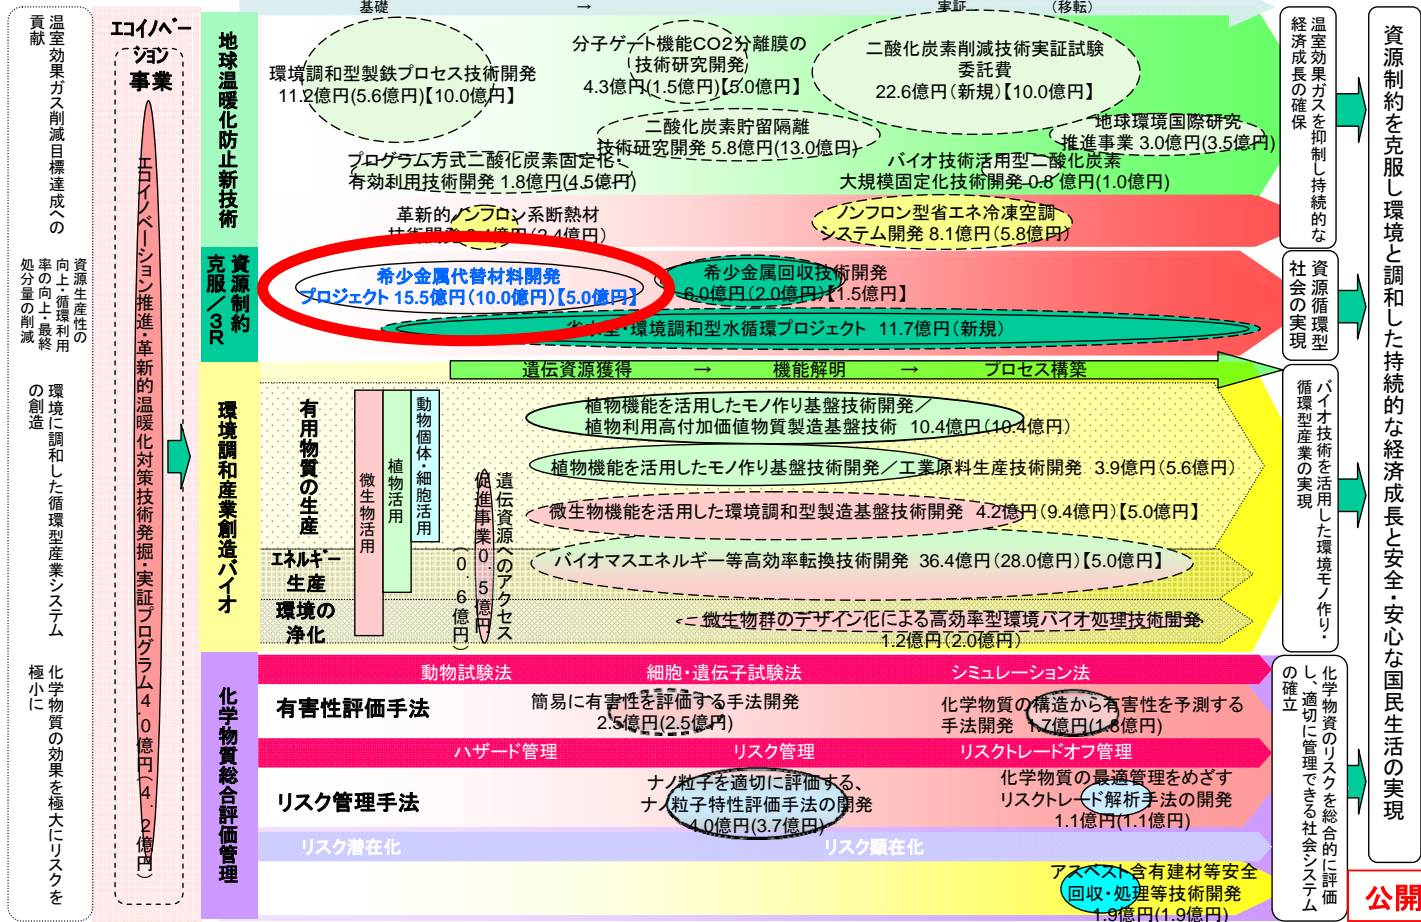 基礎
→
実証
(移転)
温室効果ガス削減目標達成への
貢献
資源生産性の
向上・循環利用
率の向上・最終
処分量の削減
環境に調和した循環型産業システム
の創造
化学物質の効果を極大にリスクを
極小に
エコイノベー
ション
事業
エコイノベーション推進・革新的温暖化対策技術発掘・実証プログラム 4.0億円(4.2億円)
地球温暖化防止新技術
環境調和型製鉄プロセス技術開発
11.2億円(5.6億円)【10.0億円】
分子ゲート機能CO2分離膜の
技術研究開発
4.3億円(1.5億円)【5.0億円】
二酸化炭素削減技術実証試験
委託費
22.6億円(新規)【10.0億円】
二酸化炭素貯留隔離
技術研究開発 5.8億円(13.0億円)
地球環境国際研究
推進事業 3.0億円(3.5億円)
プログラム方式二酸化炭素固定化・
有効利用技術開発 1.8億円(4.5億円)
バイオ技術活用型二酸化炭素
大規模固定化技術開発 0.8億円(1.0億円)
革新的ノンフロン系断熱材
ノンフロン型省エネ冷凍空調
システム開発 8.1億円(5.8億円)
資源制約
克服/3R
希少金属代替材料開発
プロジェクト 15.5億円(10.0億円)【5.0億円】
希少金属回収技術開発
6.0億円(2.0億円)【1.5億円】
・環境調和型水循環プロジェクト 11.7億円(新規)
環境調和産業創造バイオ
遺伝資源獲得 → 機能解明 → プロセス構築
有用物質の生産
エネルギー
生産
環境の
浄化
微生物活用
植物活用
動物個体・細胞活用
遺伝資源へのアクセス
促進事業0.5億円
(0.6億円)
植物機能を活用したモノ作り基盤技術開発/
植物利用高付加価値物質製造基盤技術 10.4億円(10.4億円)
植物機能を活用したモノ作り基盤技術開発/工業原料生産技術開発 3.9億円(5.6億円)
微生物機能を活用した環境調和型製造基盤技術開発 4.2億円(9.4億円)【5.0億円】
バイオマスエネルギー等高効率転換技術開発 36.4億円(28.0億円)【5.0億円】
微生物群のデザイン化による高効率型環境バイオ処理技術開発
1.2億円(2.0億円)
化学物質総合評価管理
動物試験法
細胞・遺伝子試験法
シミュレーション法
有害性評価手法
簡易に有害性を評価する手法開発
2.5億円(2.5億円)
化学物質の構造から有害性を予測する
手法開発 1.7億円(1.8億円)
ハザード管理
リスク管理
リスクトレードオフ管理
リスク管理手法
ナノ粒子を適切に評価する、
ナノ粒子特性評価手法の開発
4.0億円(3.7億円)
化学物質の最適管理をめざす
リスクトレード解析手法の開発
1.1億円(1.1億円)
リスク潜在化
リスク顕在化
アスベスト含有建材等安全
回収・処理等技術開発
1.9億円(1.9億円)
温室効果ガスを抑制し持続的な
経済成長の確保
資源循環型
社会の実現
バイオ技術を活用した環境モノ作り・
循環型産業の実現
化学物資のリスクを総合的に評価
し、適切に管理できる社会システム
の確立
資源制約を克服し環境と調和した持続的な経済成長と安全・安心な国民生活の実現
公開